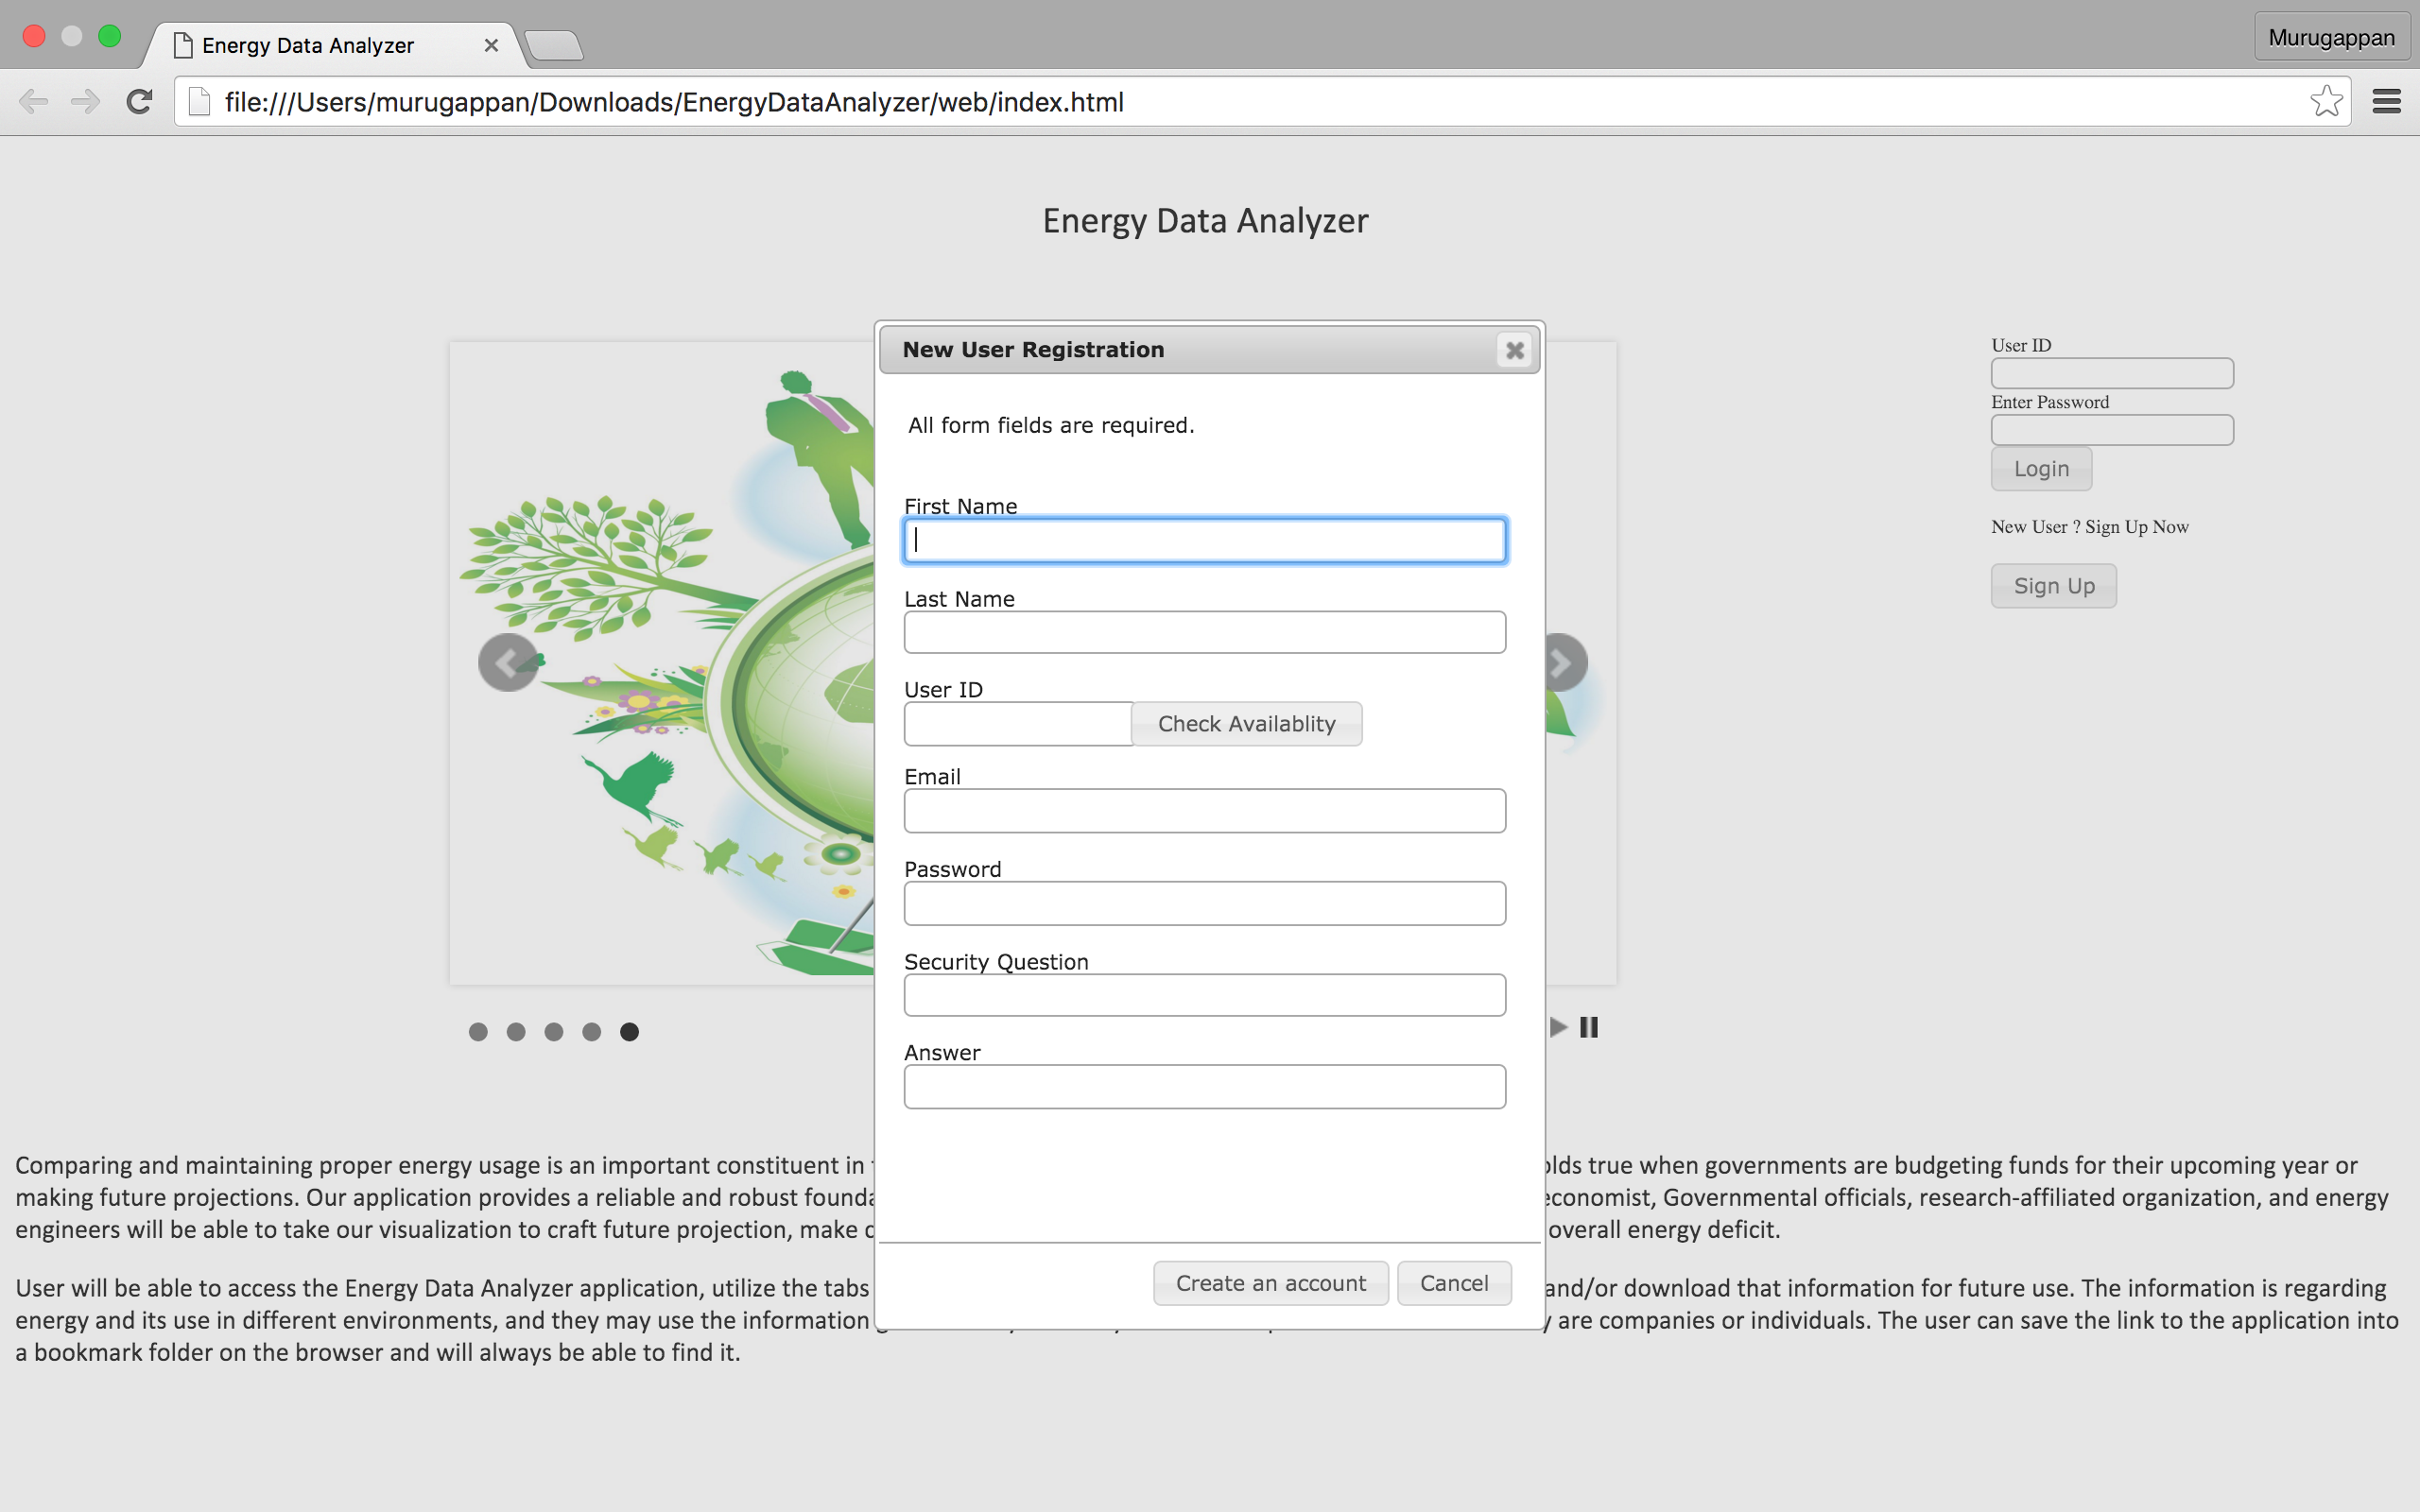 Energy Data Analyzer
Murugappan
file:///Users/murugappan/Downloads/EnergyDataAnalyzer/web/index.html
Energy Data Analyzer
New User Registration
All form fields are required.
First Name
Last Name
User ID
Check Availablity
Email
Password
Security Question
Answer
Create an account Cancel
User ID
Enter Password
Login
New User ? Sign Up Now
Sign Up
Comparing and maintaining proper energy usage is an important constituent in true when governments are budgeting funds for their upcoming year or
making future projections. Our application provides a reliable and robust economist, Governmental officials, research-affiliated organization, and energy
engineers will be able to take our visualization to craft future projection, make overall energy deficit.
User will be able to access the Energy Data Analyzer application, utilize the tabs and/or download that information for future use. The information is regarding
energy and its use in different environments, and they may use the information are companies or individuals. The user can save the link to the application into
a bookmark folder on the browser and will always be able to find it.